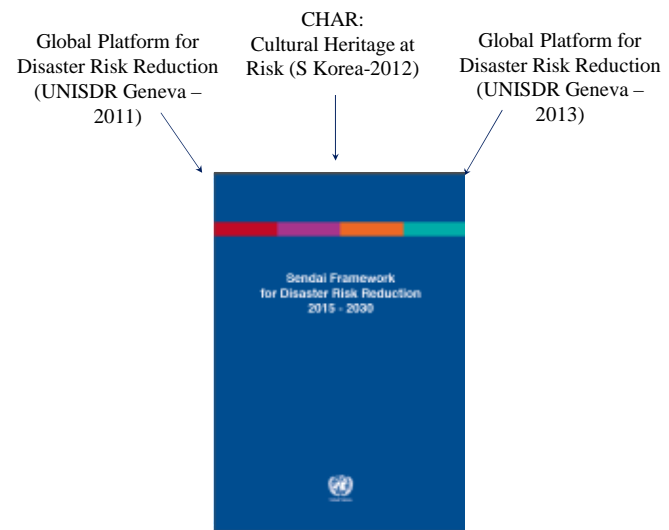 Global Platform for
Disaster Risk Reduction
(UNISDR Geneva –
2011)
CHAR:
Cultural Heritage at
Risk (S Korea-2012)
Global Platform for
Disaster Risk Reduction
(UNISDR Geneva –
2013)
Sendai Framework
for Disaster Risk Reduction
2015 - 2030